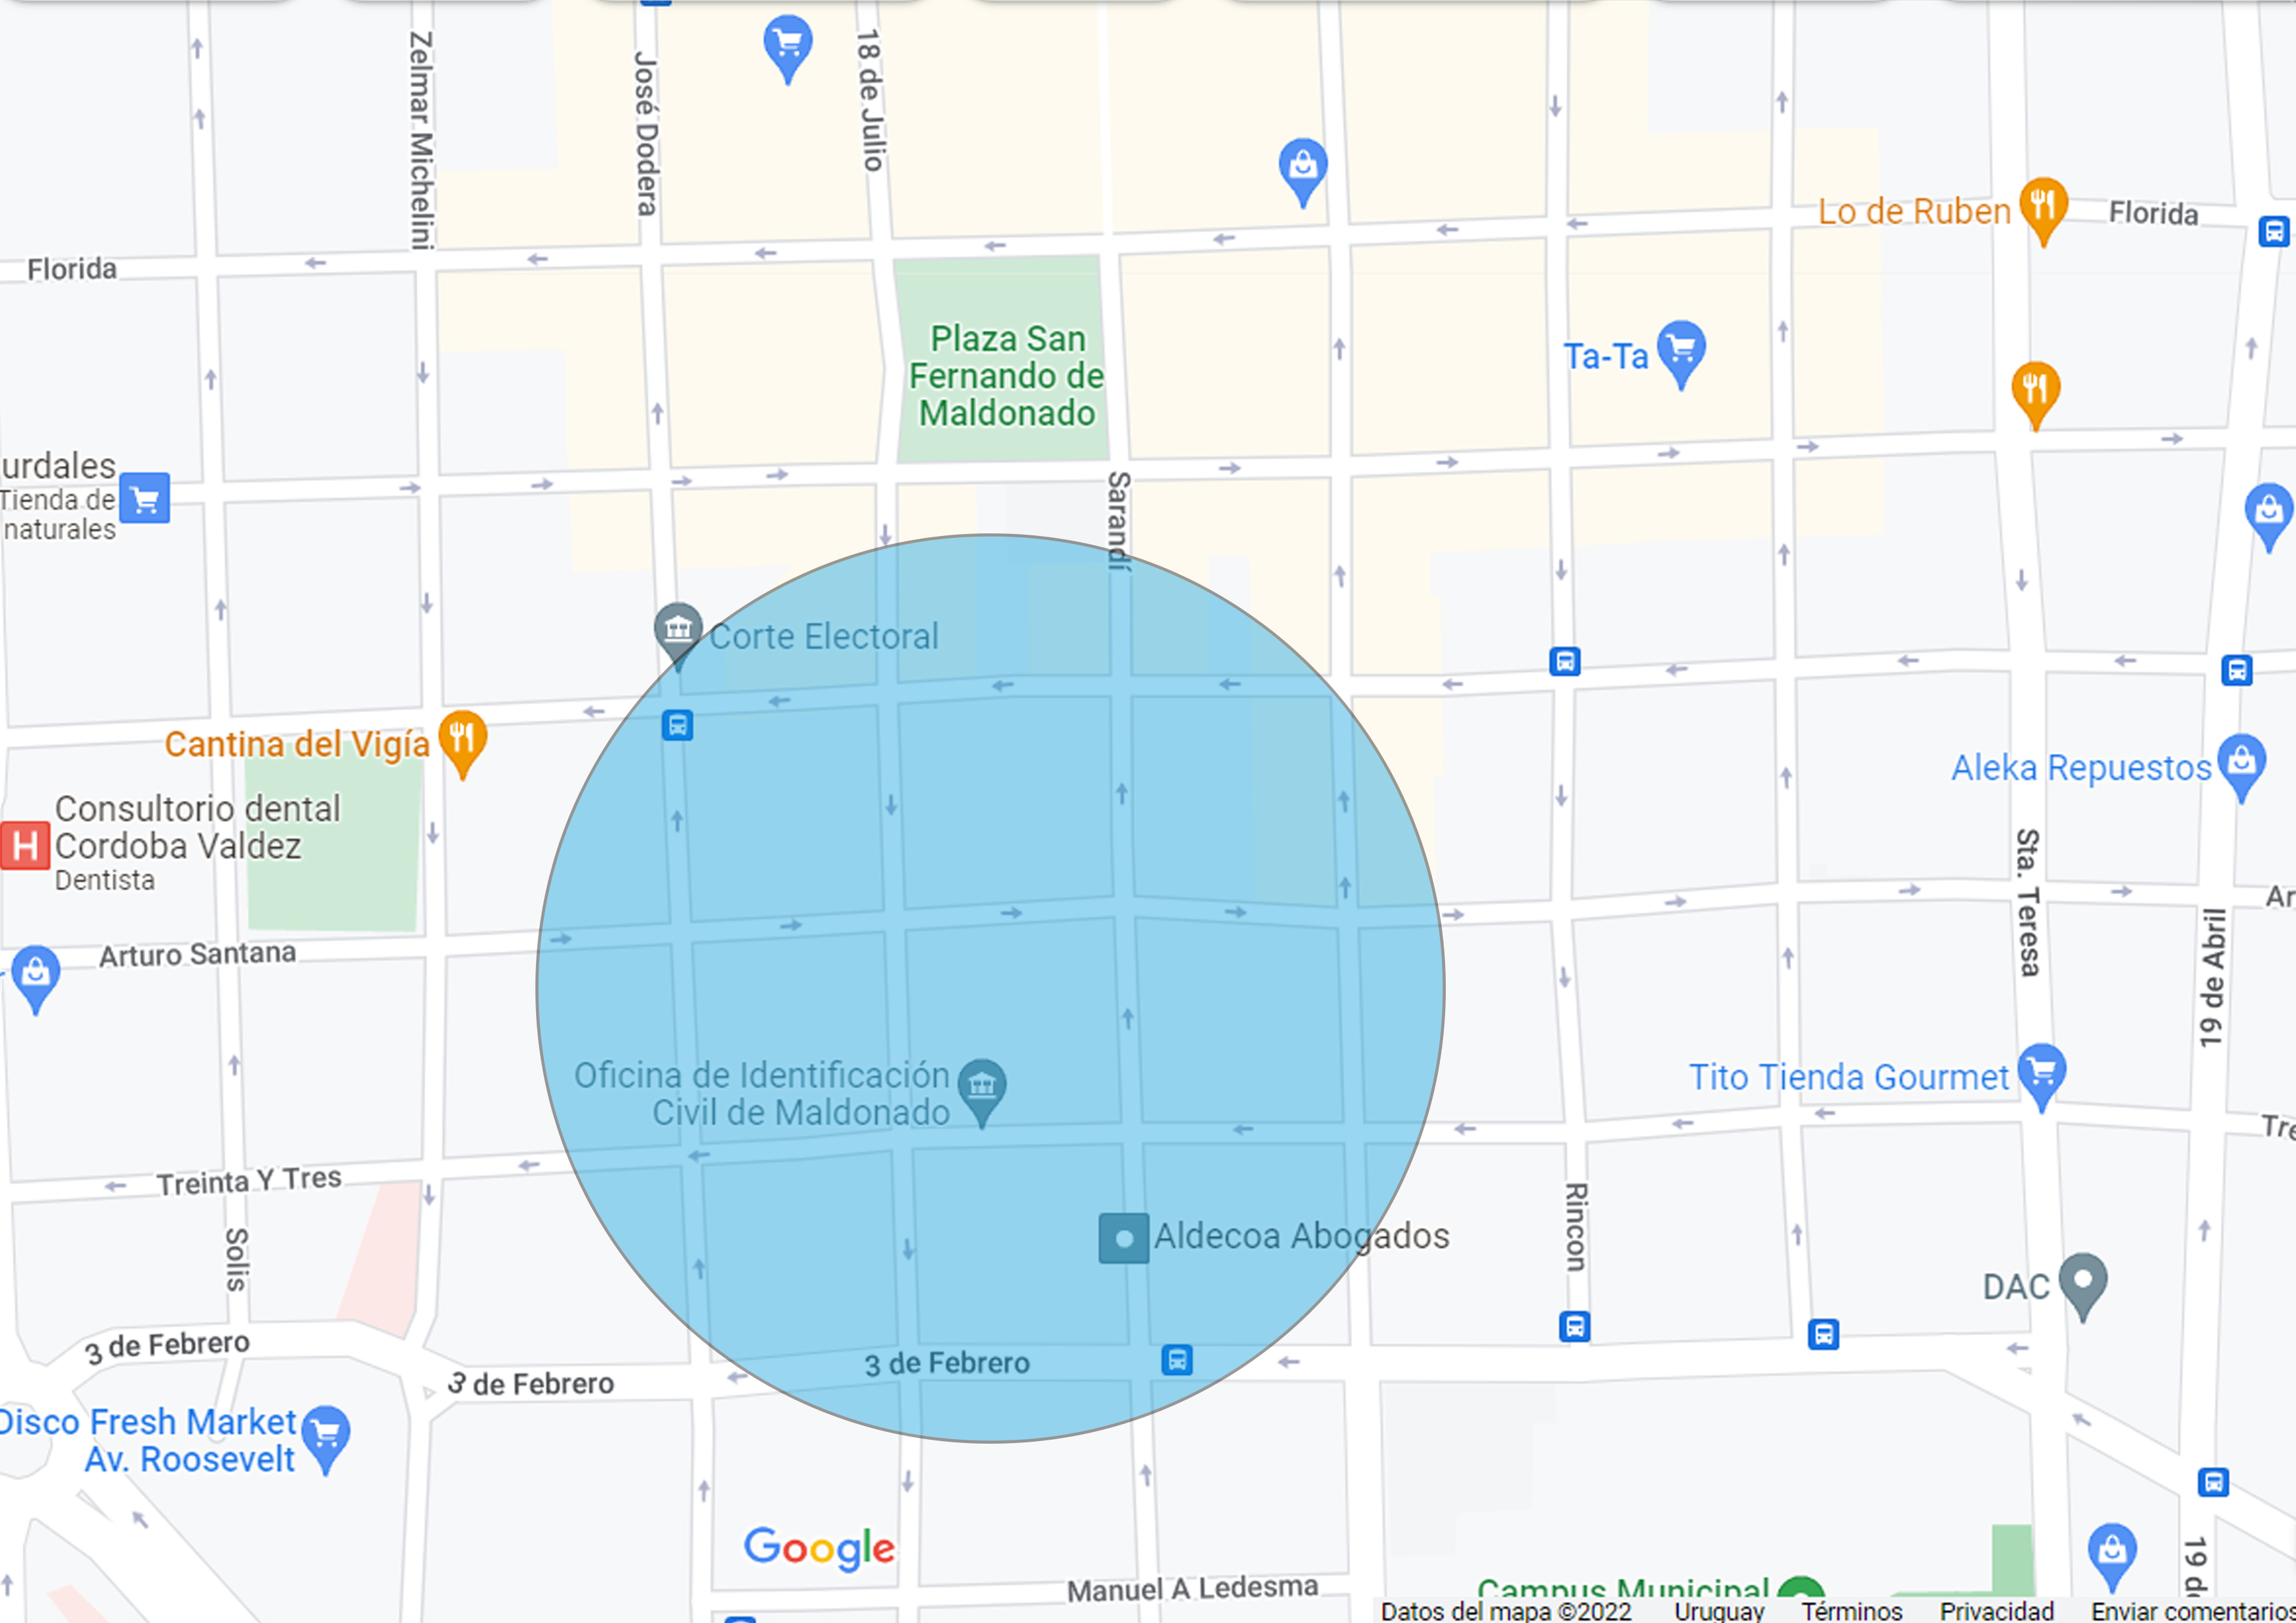 Zelmar Michelini
José Dodera
18 de Julio
Lo de Ruben
Florida
Florida
Plaza San
Fernando de
Maldonado
Ta-Ta
urdales
Tienda de
naturales
Sarandí
Corte Electoral
Cantina del Vigía
Aleka Repuestos
Consultorio dental
Cordoba Valdez
Dentista
H
Sta. Teresa
19 de Abril
Ar
Arturo Santana
Oficina de Identificación
Civil de Maldonado
Tito Tienda Gourmet
Tre
Treinta Y Tres
Solis
Rincon
Aldecoa Abogados
DAC
3 de Febrero
3 de Febrero
3 de Febrero
Disco Fresh Market
Av. Roosevelt
Google
Manuel A Ledesma
Campus Municipal
19 de
Datos del mapa ©2022 Uruguay Términos Privacidad Enviar comentarios